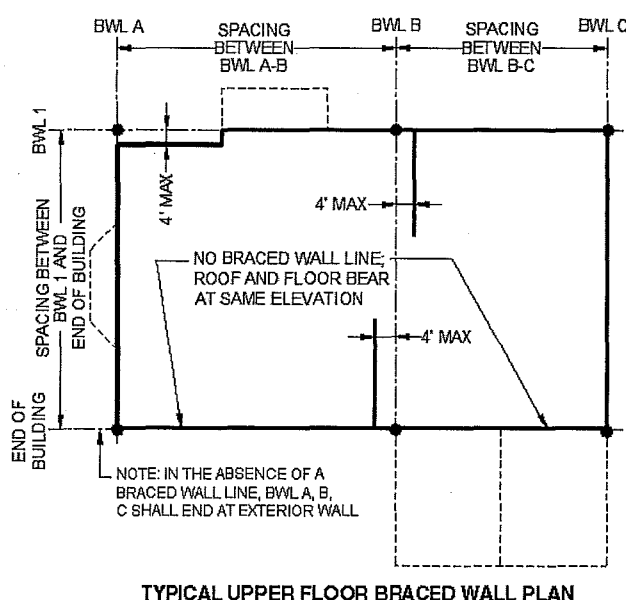 BWL A
SPACING
BETWEEN
BWL A-B
BWL B
SPACING
BETWEEN
BWL B-C
BWL C
BWL 1
4' MAX
4' MAX
SPACING BETWEEN
BWL 1 AND
END OF BUILDING
NO BRACED WALL LINE;
ROOF AND FLOOR BEAR
AT SAME ELEVATION
4' MAX
END OF
BUILDING
NOTE: IN THE ABSENCE OF A
BRACED WALL LINE, BWL A, B,
C SHALL END AT EXTERIOR WALL
TYPICAL UPPER FLOOR BRACED WALL PLAN